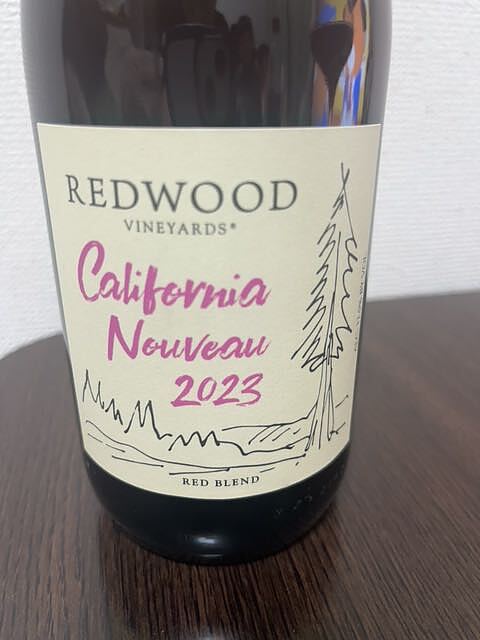 REDWOOD
VINEYARDS®
California
Nouveau
2023
RED BLEND